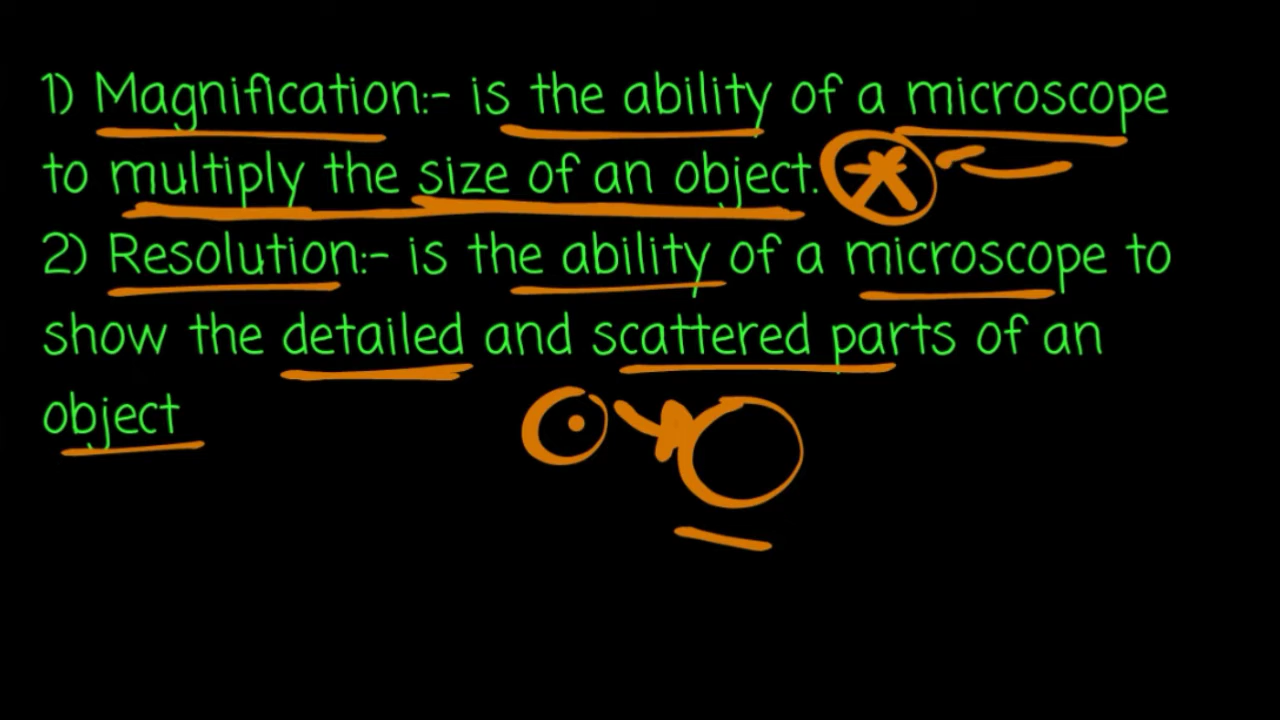 1) Magnification:- is the ability of a microscope
to multiply the size of an object.
2) Resolution:- is the ability of a microscope to
show the detailed and scattered parts of an
object